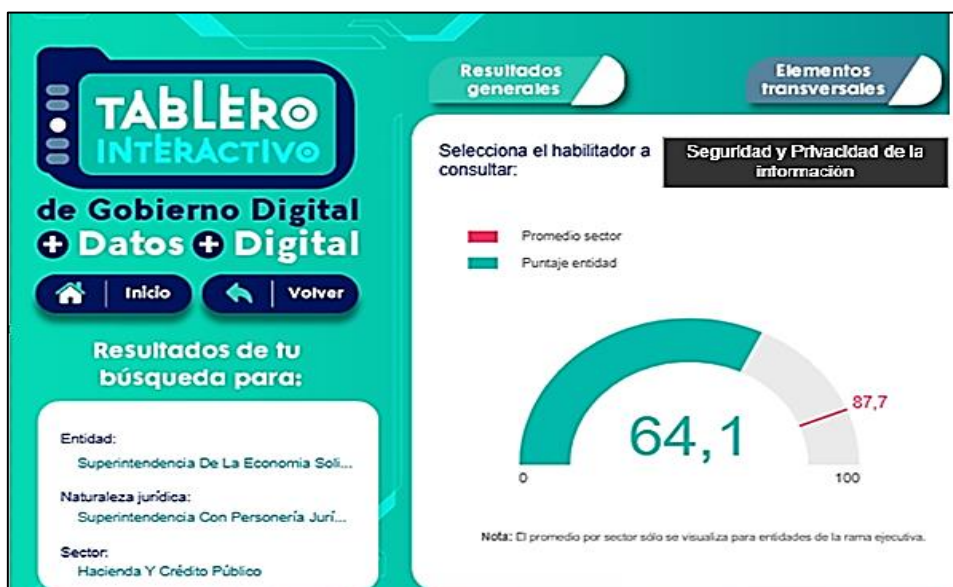 TABLERO
INTERACTIVO
de Gobierno Digital
+ Datos + Digital
Inicio
Volver
Resultados de tu
búsqueda para:
Entidad:
Superintendencia De La Economia Soli...
Naturaleza jurídica:
Superintendencia Con Personería Jurí...
Sector:
Hacienda Y Crédito Público
Resultados
generales
Elementos
transversales
Selecciona el habilitador a
consultar:
Seguridad y Privacidad de la
información
Promedio sector
Puntaje entidad
87,7
64,1
0
100
Nota: El promedio por sector sólo se visualiza para entidades de la rama ejecutiva.